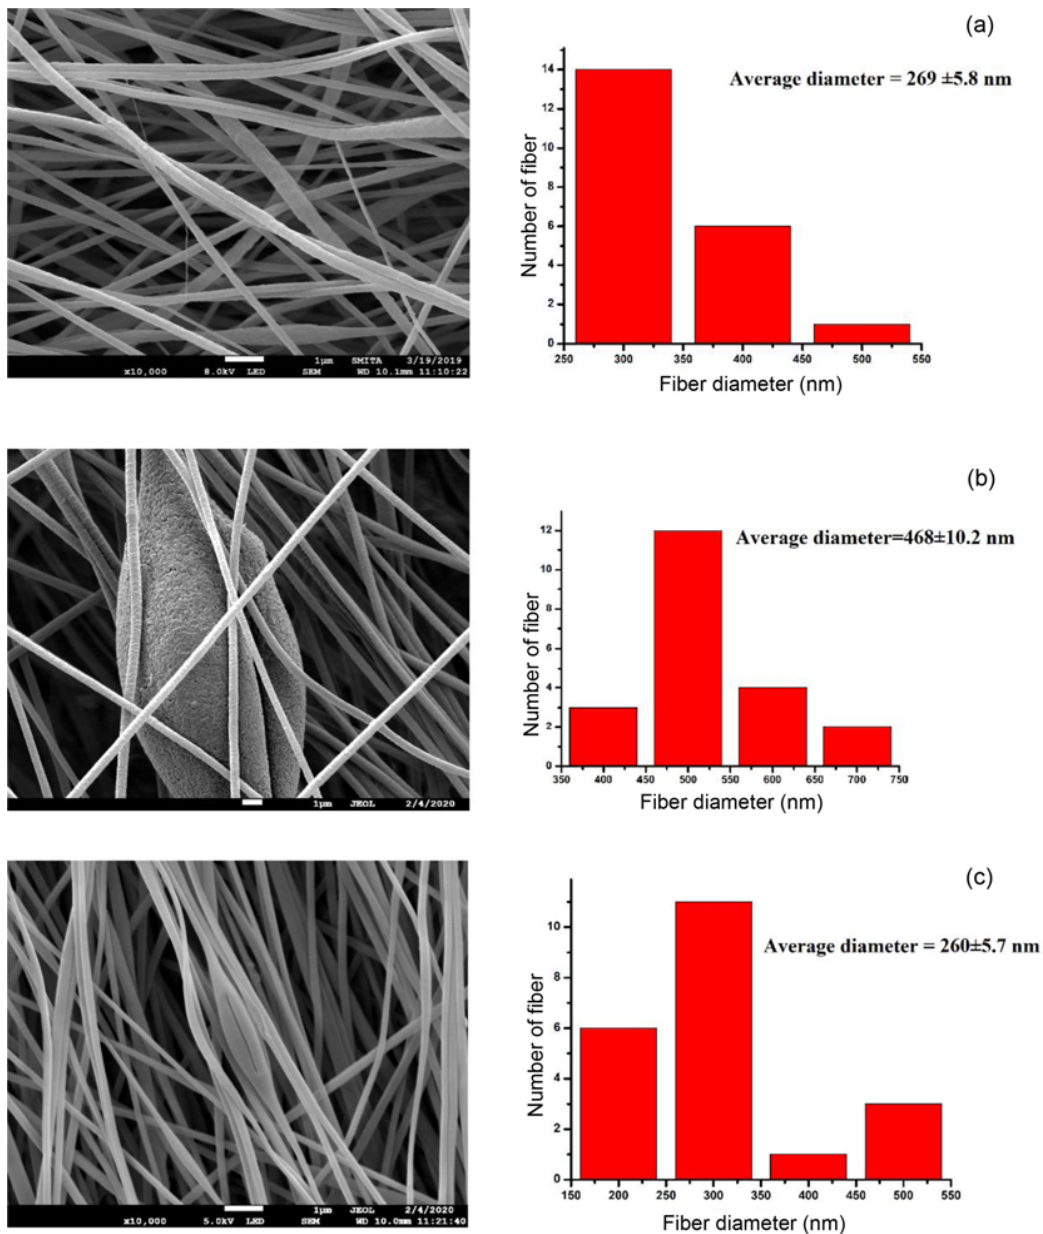 (a)
Average diameter = 269 ±5.8 nm
Number of fiber
14
12
10
8
6
4
2
0
250 300 350 400 450 500 550
Fiber diameter (nm)
1µm SMITA 3/19/2019
x10,000 8.0kV LED SEM WD 10.1mm 11:10:22
(b)
Average diameter=468±10.2 nm
Number of fiber
12
10
8
6
4
2
0
350 400 450 500 550 600 650 700 750
Fiber diameter (nm)
1µm JEOL 2/4/2020
(c)
Average diameter = 260±5.7 nm
Number of fiber
10
8
6
4
2
0
150 200 250 300 350 400 450 500 550
Fiber diameter (nm)
1µm JEOL 2/4/2020
x10,000 5.0kV LED SEM WD 10.0mm 11:21:40